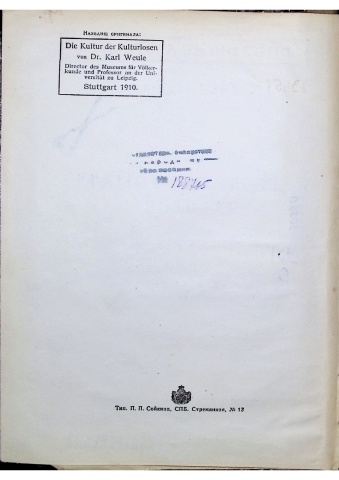 Название оригинала:
Die Kultur der Kulturlosen
von Dr. Karl Weule
Director des Museums für Völker-
kunde und Professor an der Uni-
versität zu Leipzig.
Stuttgart 1910.
Тип. П. П. Сойкина, СПБ. Стремянная, № 12